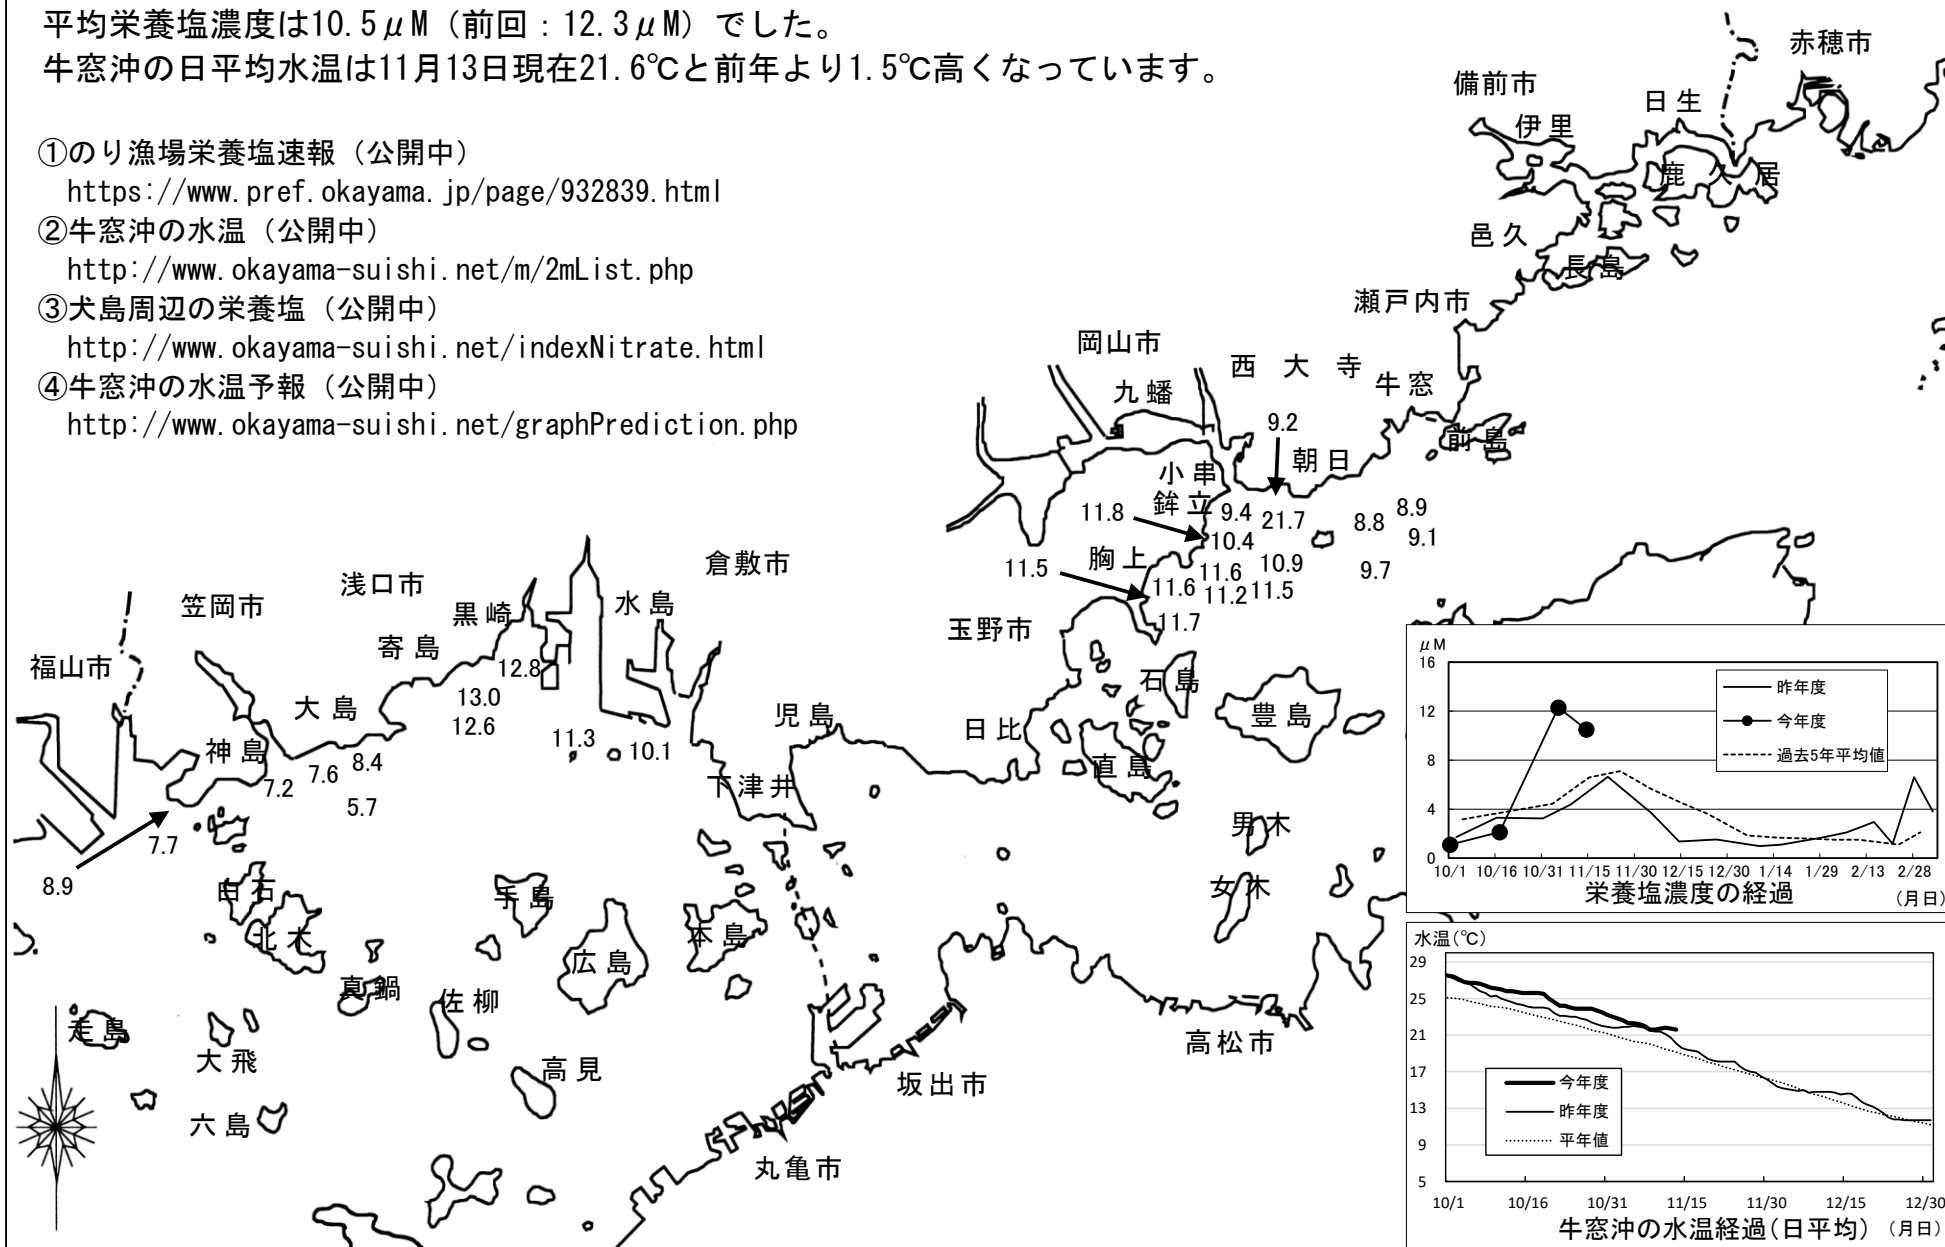 平均栄養塩濃度は10.5μM（前回：12.3μM）でした。
牛窓沖の日平均水温は11月13日現在21.6℃と前年より1.5℃高くなっています。
①のり漁場栄養塩速報（公開中）
https://www.pref.okayama.jp/page/932839.html
②牛窓沖の水温（公開中）
http://www.okayama-suishi.net/m/2mList.php
③犬島周辺の栄養塩（公開中）
http://www.okayama-suishi.net/indexNitrate.html
④牛窓沖の水温予報（公開中）
http://www.okayama-suishi.net/graphPrediction.php
赤穂市
備前市
日生
伊里
鹿久居
邑久
長島
瀬戸内市
岡山市
西大寺
牛窓
九蟠
9.2
前島
朝日
小串
鉾立
11.8
9.4
21.7
8.9
8.8
9.1
10.4
胸上
11.5
10.9
9.7
11.6
11.6
11.2
11.5
11.7
倉敷市
浅口市
笠岡市
黒崎
水島
玉野市
寄島
福山市
12.8
石島
13.0
大島
12.6
児島
日比
豊島
11.3
10.1
神島
8.4
7.6
7.2
直島
下津井
5.7
7.7
8.9
男木
女木
白石
手島
北木
本島
広島
真鍋
佐柳
走島
大飛
高見
高松市
坂出市
六島
丸亀市
μM
16
12
8
4
0
昨年度
今年度
過去5年平均値
10/1 10/16 10/31 11/15 11/30 12/15 12/30 1/14 1/29 2/13 2/28
栄養塩濃度の経過
（月日）
水温(℃)
29
25
21
17
13
9
5
今年度
昨年度
平年値
10/1 10/16 10/31 11/15 11/30 12/15 12/30
牛窓沖の水温経過(日平均)
（月日）